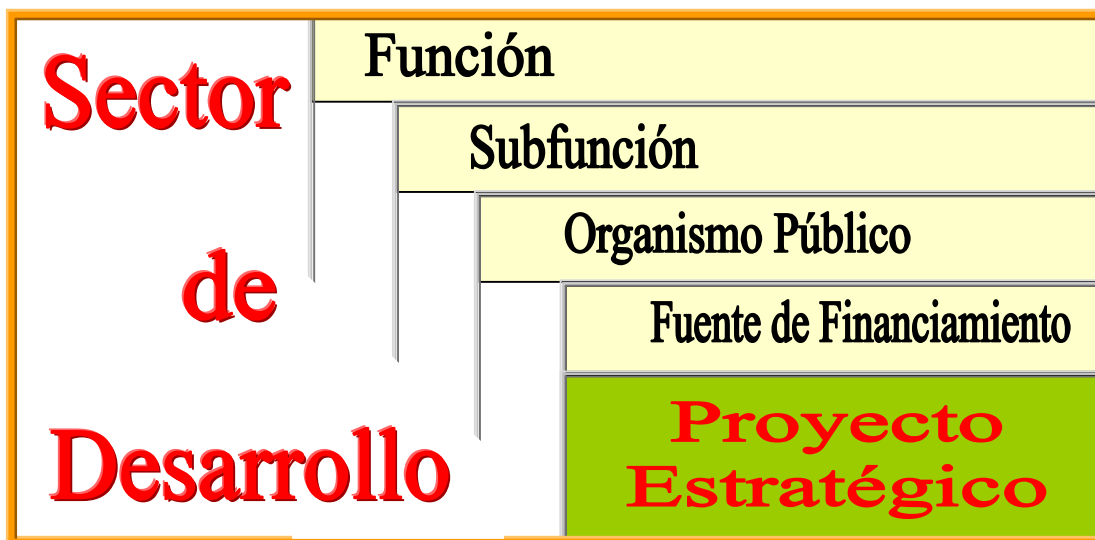 Sector
de
Desarrollo
Función
Subfunción
Organismo Público
Fuente de Financiamiento
Proyecto
Estratégico